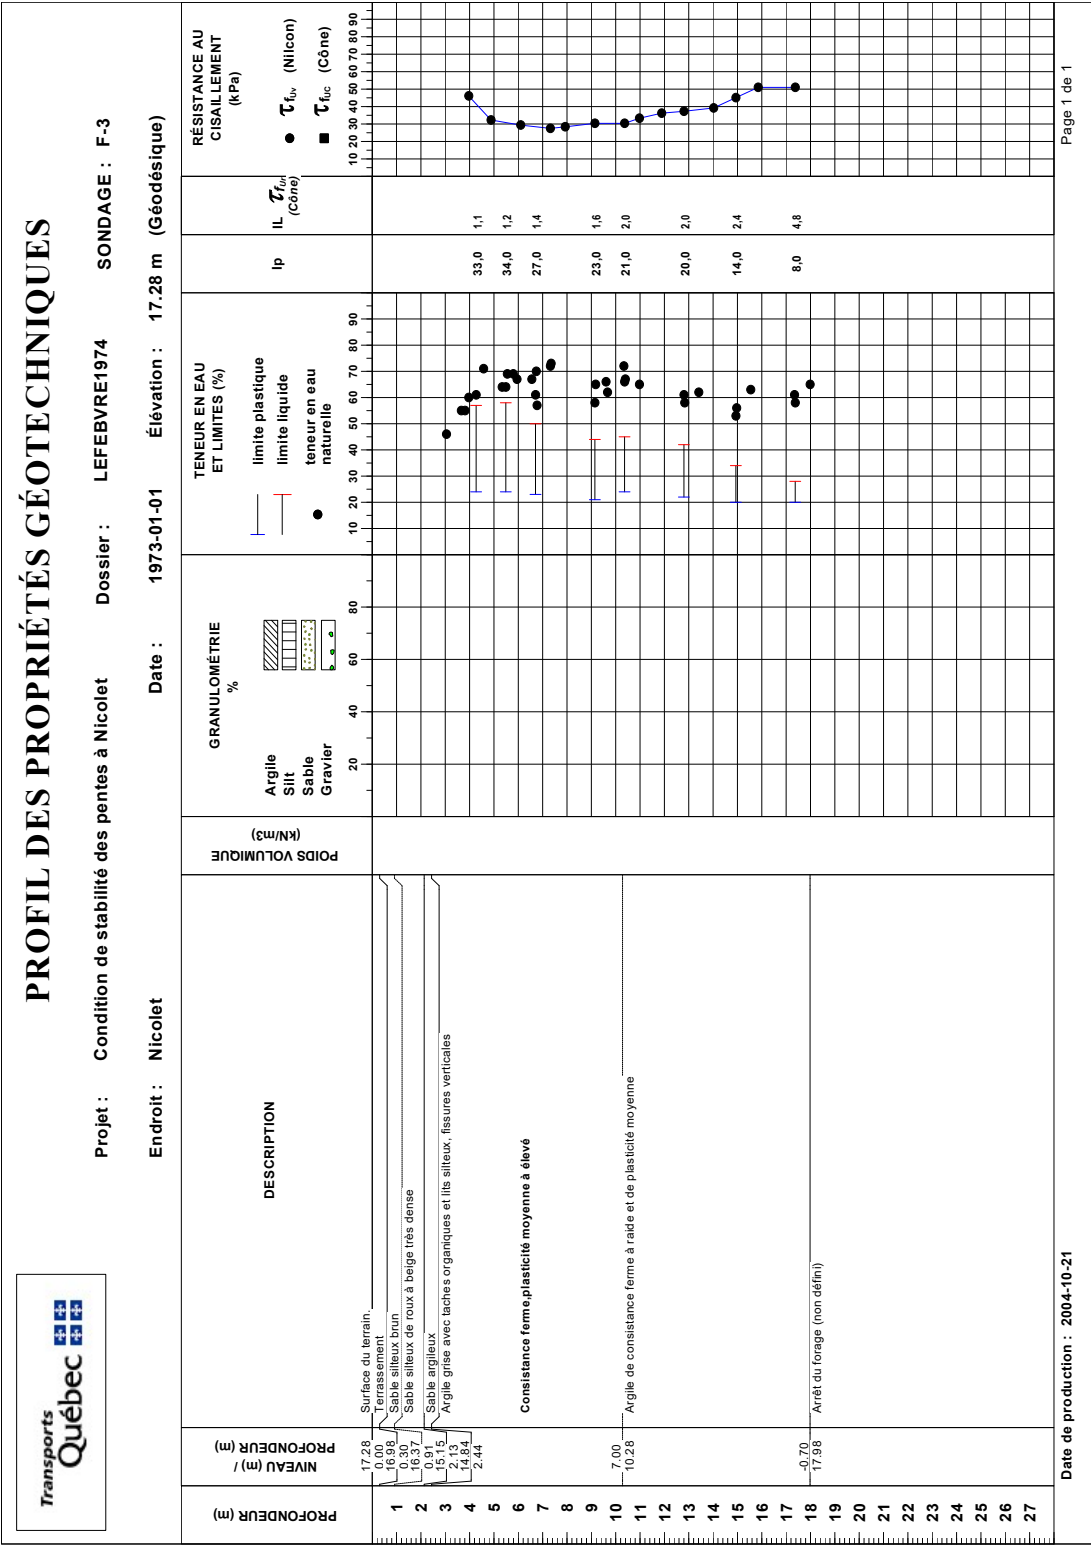 Transports
Québec
PROFIL DES PROPRIÉTÉS GÉOTECHNIQUES
Projet : Condition de stabilité des pentes à Nicolet Dossier : LEFEBVRE1974 SONDAGE : F-3
Endroit : Nicolet Date : 1973-01-01 Élévation : 17.28 m (Géodésique)
PROFONDEUR (m)
NIVEAU (m) /
PROFONDEUR (m)
DESCRIPTION
POIDS VOLUMIQUE
(kN/m3)
GRANULOMÉTRIE
%
Argile
Silt
Sable
Gravier
20 40 60 80
TENEUR EN EAU
ET LIMITES (%)
limite plastique
limite liquide
teneur en eau
naturelle
10 20 30 40 50 60 70 80 90
Ip
IL τfur
(Cône)
RÉSISTANCE AU
CISAILLEMENT
(kPa)
τfuv (Nilcon)
τfuc (Cône)
10 20 30 40 50 60 70 80 90
17.28 Surface du terrain.
0.00 Terrassement
16.98 Sable silteux brun
0.30
16.37 Sable silteux de roux à beige très dense
0.91
15.15 Sable argileux
2.13
14.84 Argile grise avec taches organiques et lits silteux, fissures verticales
2.44
Consistance ferme,plasticité moyenne à élevé
7.00
10.28 Argile de consistance ferme à raide et de plasticité moyenne
-0.70
17.98 Arrêt du forage (non défini)
1
2
3
4
5
6
7
8
9
10
11
12
13
14
15
16
17
18
19
20
21
22
23
24
25
26
27
33,0 1,1
34,0 1,2
27,0 1,4
23,0 1,6
21,0 2,0
20,0 2,0
14,0 2,4
8,0 4,8
Date de production : 2004-10-21
Page 1 de 1